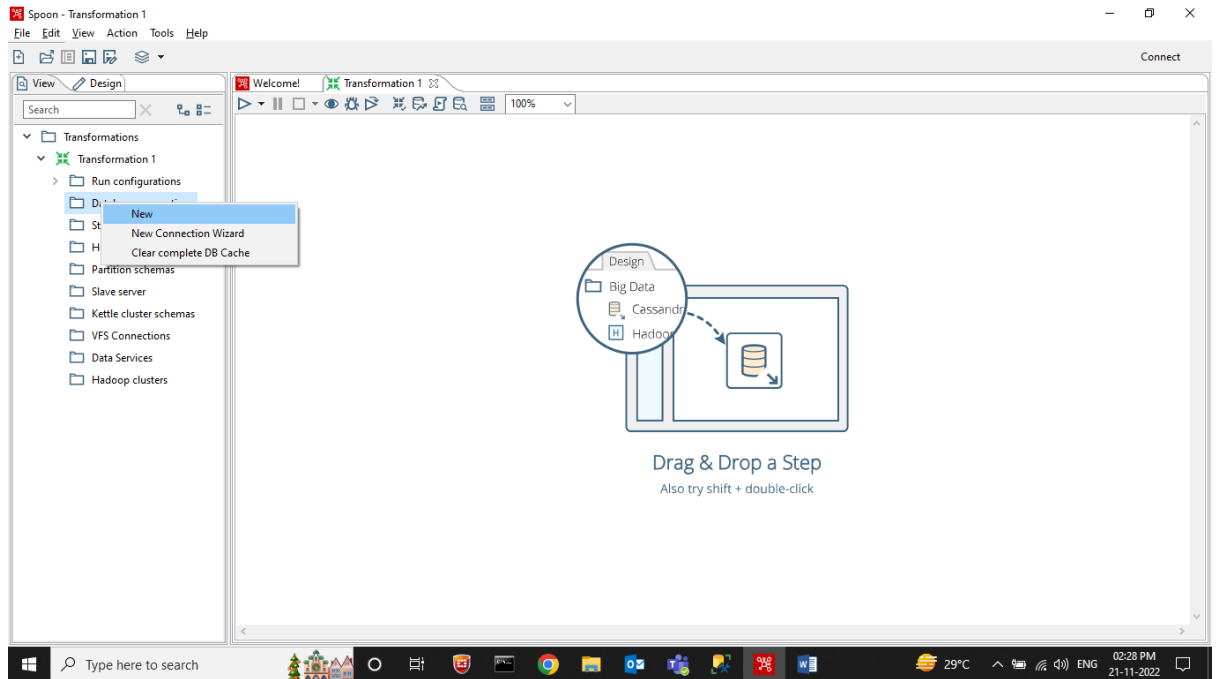 Spoon - Transformation 1
File Edit View Action Tools Help
Connect
View Design
Welcome! Transformation 1
Search
100%
Transformations
Transformation 1
Run configurations
New
New Connection Wizard
Clear complete DB Cache
Partition schemas
Slave server
Kettle cluster schemas
VFS Connections
Data Services
Hadoop clusters
Design
Big Data
Cassandr
Hadoop
Drag & Drop a Step
Also try shift + double-click
Type here to search
29°C ENG 02:28 PM
21-11-2022